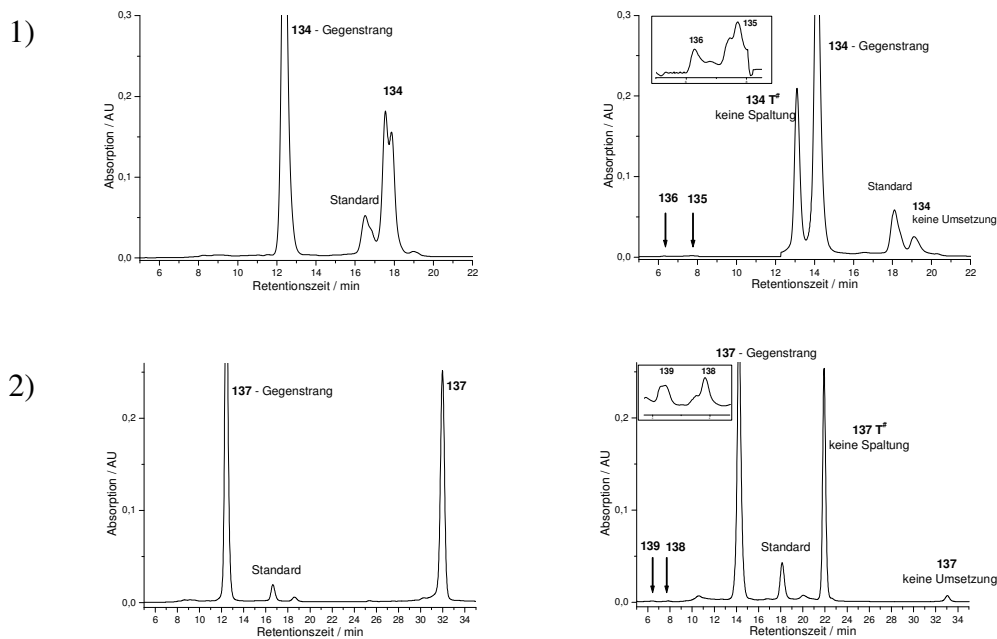 1)
0,3
0,2
0,1
0,0
Absorption / AU
134 - Gegenstrang
134
Standard
6 8 10 12 14 16 18 20 22
Retentionszeit / min
0,3
0,2
0,1
0,0
Absorption / AU
136
135
134 - Gegenstrang
134 T#
keine Spaltung
136 135
Standard
134
keine Umsetzung
6 8 10 12 14 16 18 20 22
Retentionszeit / min
2)
0,2
0,1
0,0
Absorption / AU
137 - Gegenstrang
137
Standard
6 8 10 12 14 16 18 20 22 24 26 28 30 32 34
Retentionszeit / min
0,2
0,1
0,0
Absorption / AU
137 - Gegenstrang
139 138
137 T#
keine Spaltung
139 138
Standard
137
keine Umsetzung
6 8 10 12 14 16 18 20 22 24 26 28 30 32 34
Retentionszeit / min